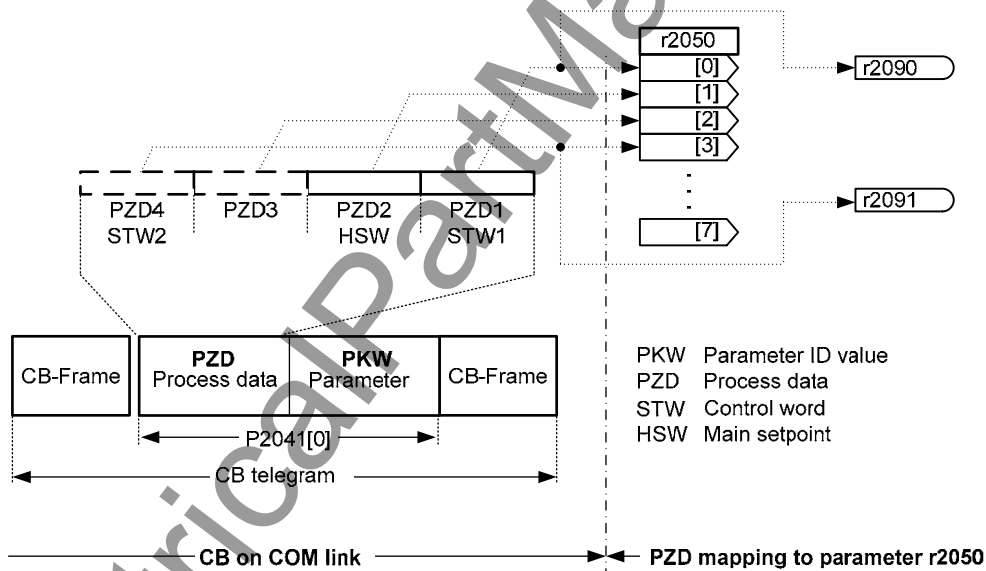 r2050
[0]
r2090
[1]
[2]
[3]
PZD4 PZD3 PZD2 PZD1
STW2 HSW STW1
r2091
[7]
CB-Frame PZD PKW CB-Frame
Process data Parameter
P2041[0]
CB telegram
PKW Parameter ID value
PZD Process data
STW Control word
HSW Main setpoint
CB on COM link PZD mapping to parameter r2050